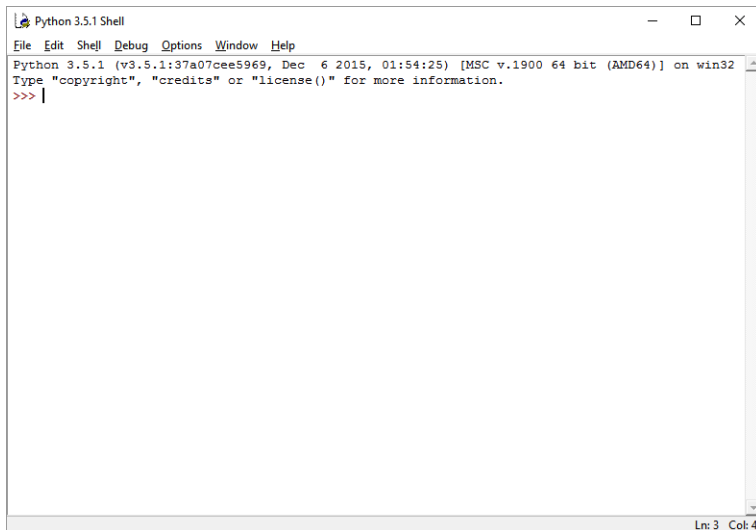 Python 3.5.1 Shell
File Edit Shell Debug Options Window Help
Python 3.5.1 (v3.5.1:37a07cee5969, Dec  6 2015, 01:54:25) [MSC v.1900 64 bit (AMD64)] on win32
Type "copyright", "credits" or "license()" for more information.
>>>
Ln: 3 Col: 4